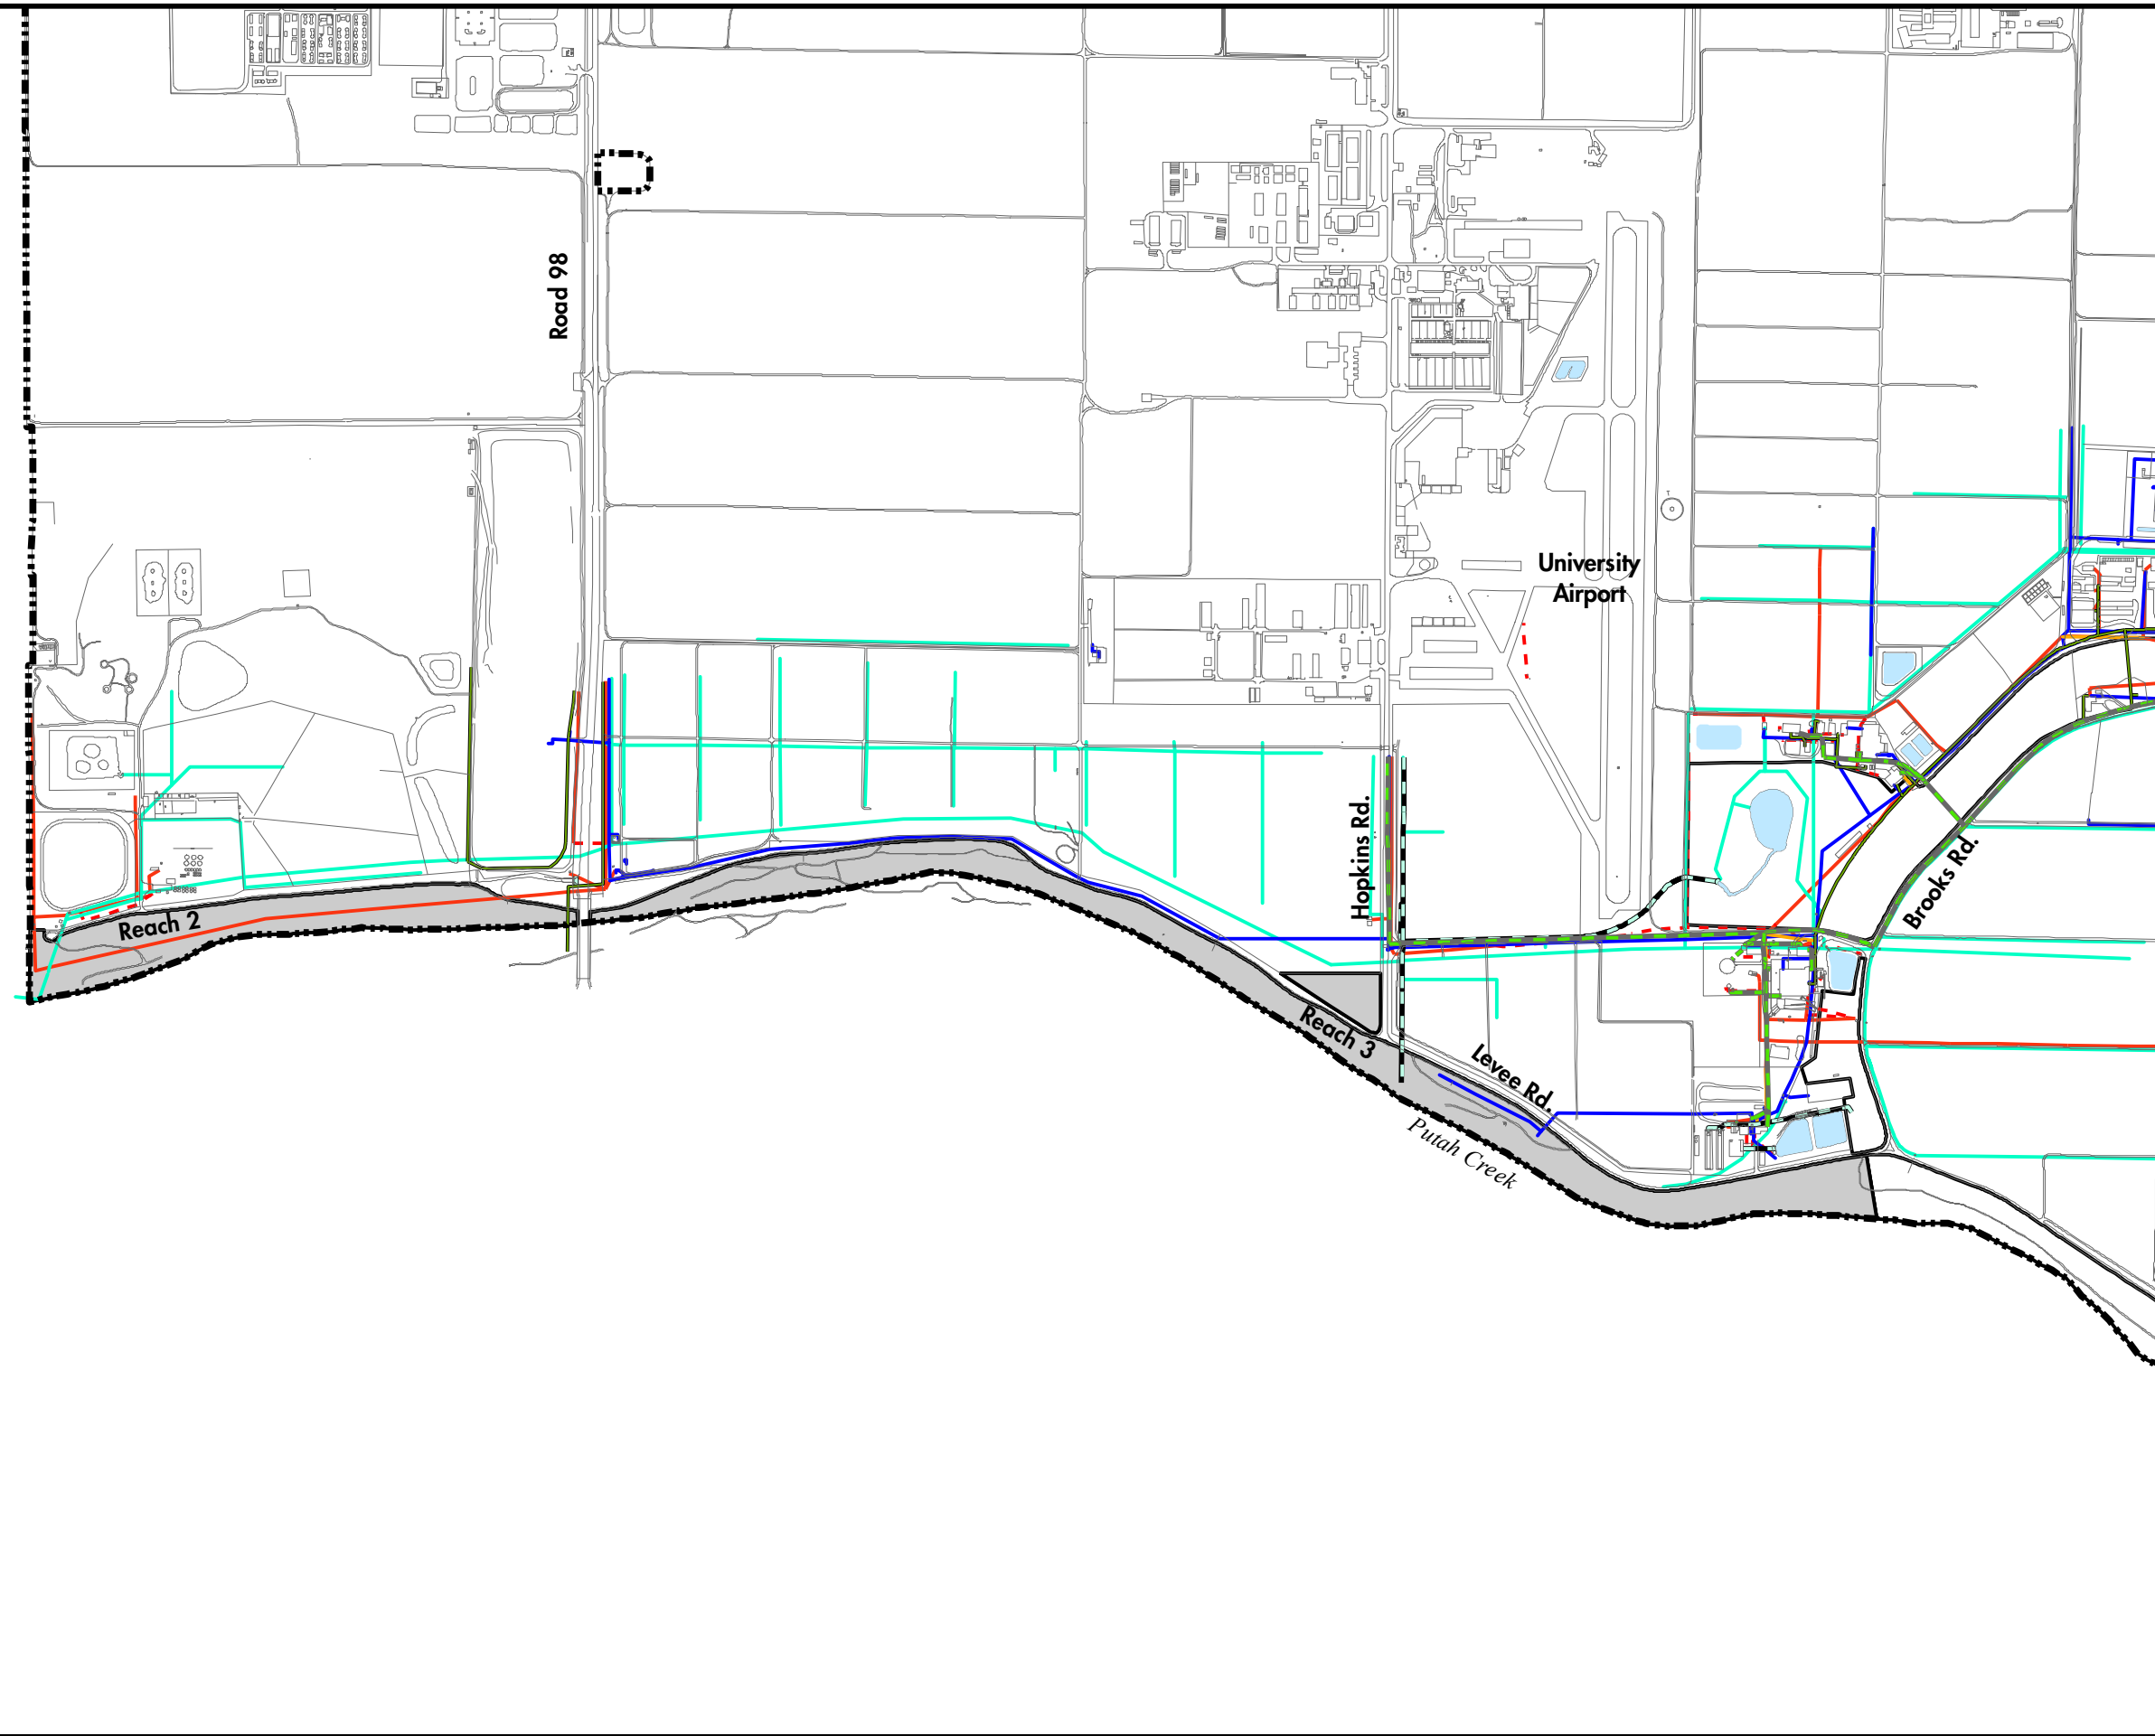 Road 98
University
Airport
Hopkins Rd.
Brooks Rd.
Reach 2
Reach 3
Levee Rd.
Putah Creek
T